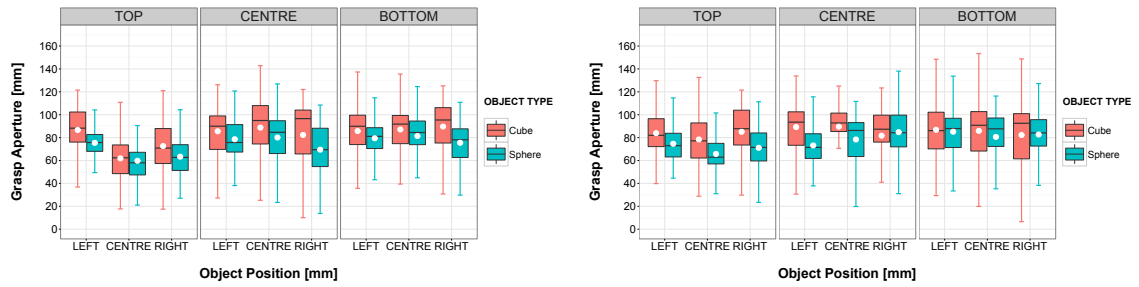 TOP CENTRE BOTTOM
Grasp Aperture [mm]
160
140
120
100
80
60
40
20
0
LEFT CENTRE RIGHT LEFT CENTRE RIGHT LEFT CENTRE RIGHT
Object Position [mm]
OBJECT TYPE
Cube
Sphere
TOP CENTRE BOTTOM
Grasp Aperture [mm]
160
140
120
100
80
60
40
20
0
LEFT CENTRE RIGHT LEFT CENTRE RIGHT LEFT CENTRE RIGHT
Object Position [mm]
OBJECT TYPE
Cube
Sphere